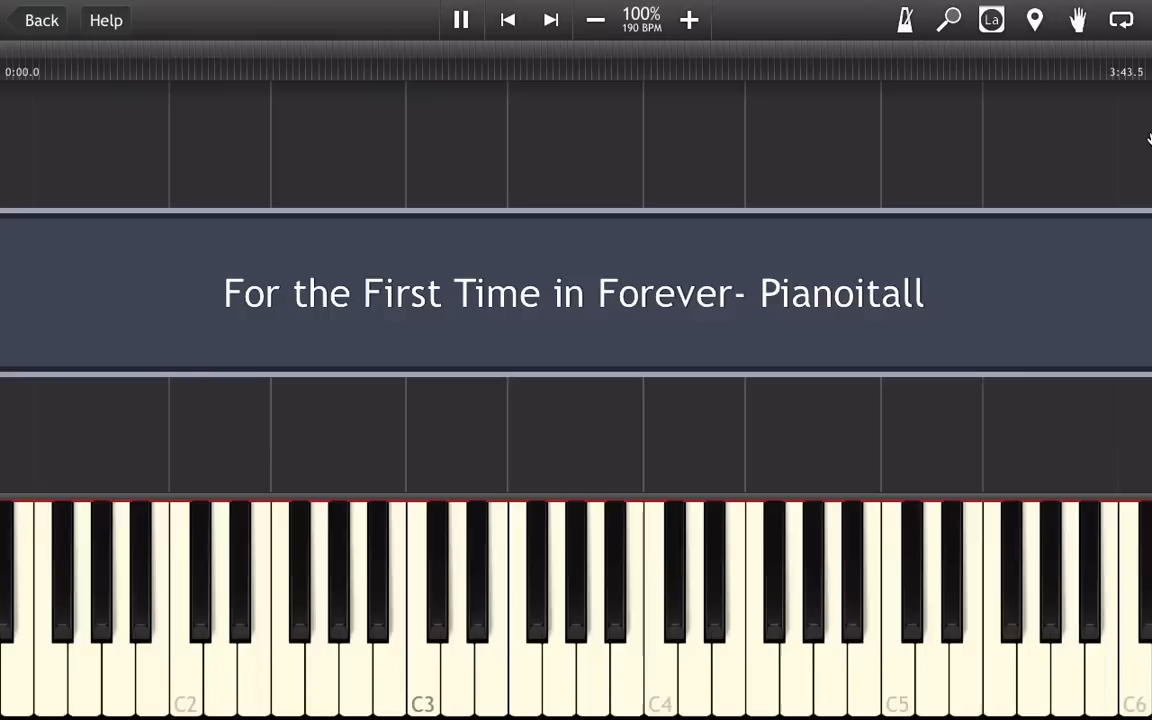 Back Help 100% La
190 BPM
0:00.0 3:43.5
For the First Time in Forever- Pianoitall
C2 C3 C4 C5 C6